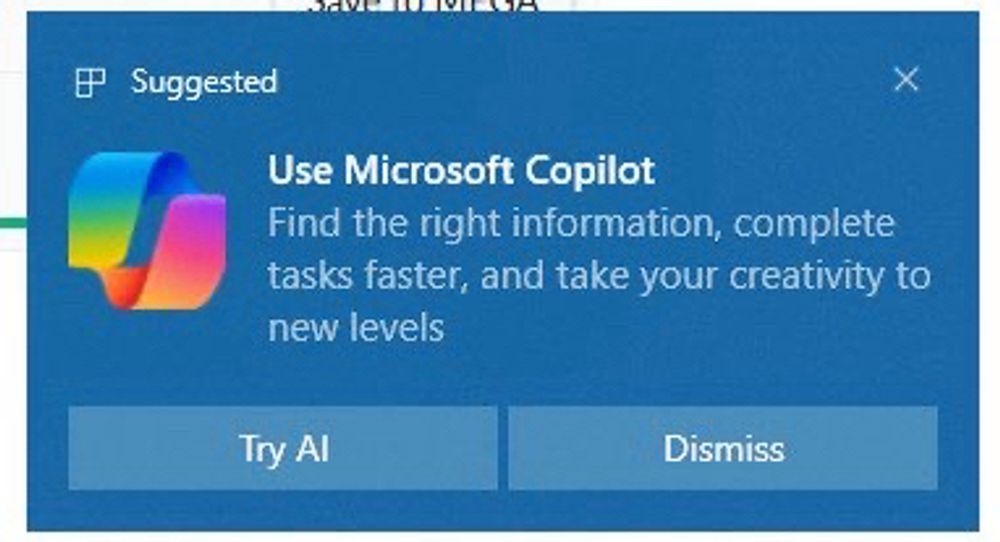 Save to MEGA
Suggested
Use Microsoft Copilot
Find the right information, complete
tasks faster, and take your creativity to
new levels
Try AI
Dismiss